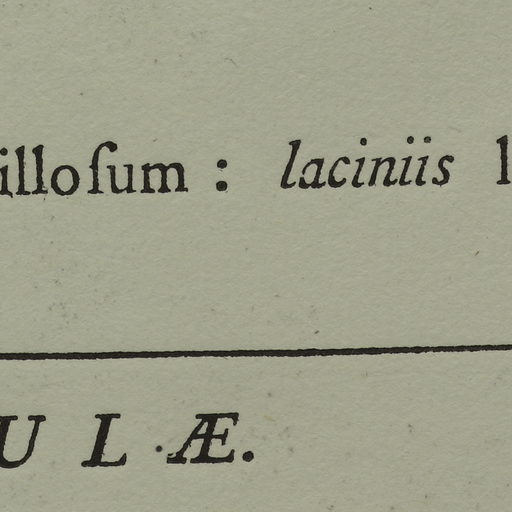 illoſum : laciniis l
U L Æ.